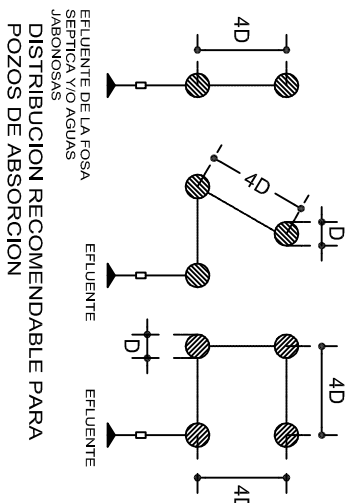 4D
4D
D
4D
4D
D
EFLUENTE DE LA FOSA
SEPTICA Y/O AGUAS
JABONOSAS
EFLUENTE
EFLUENTE
DISTRIBUCION RECOMENDABLE PARA
POZOS DE ABSORCION